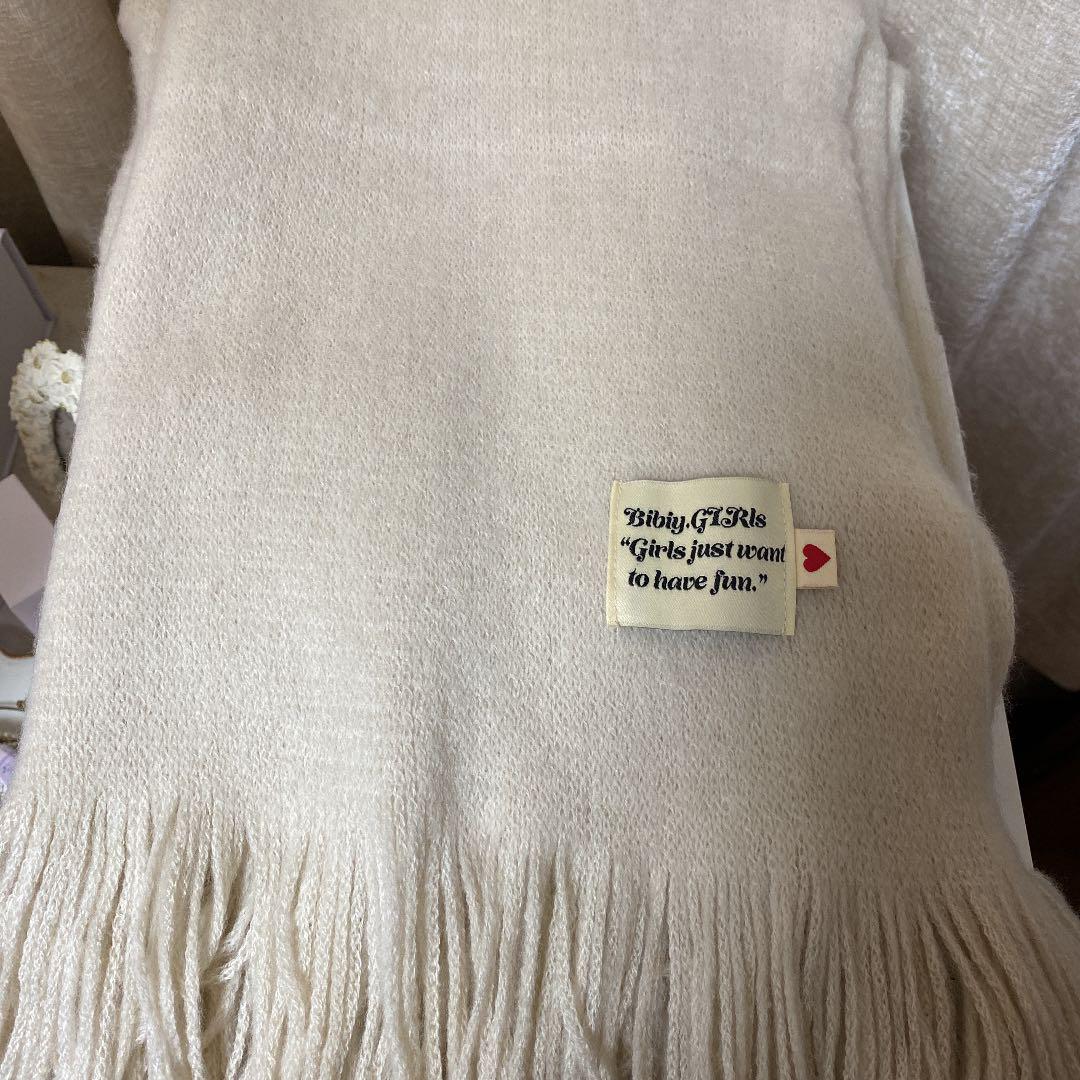 Bibiy.GIRls
“Girls just want
to have fun.”